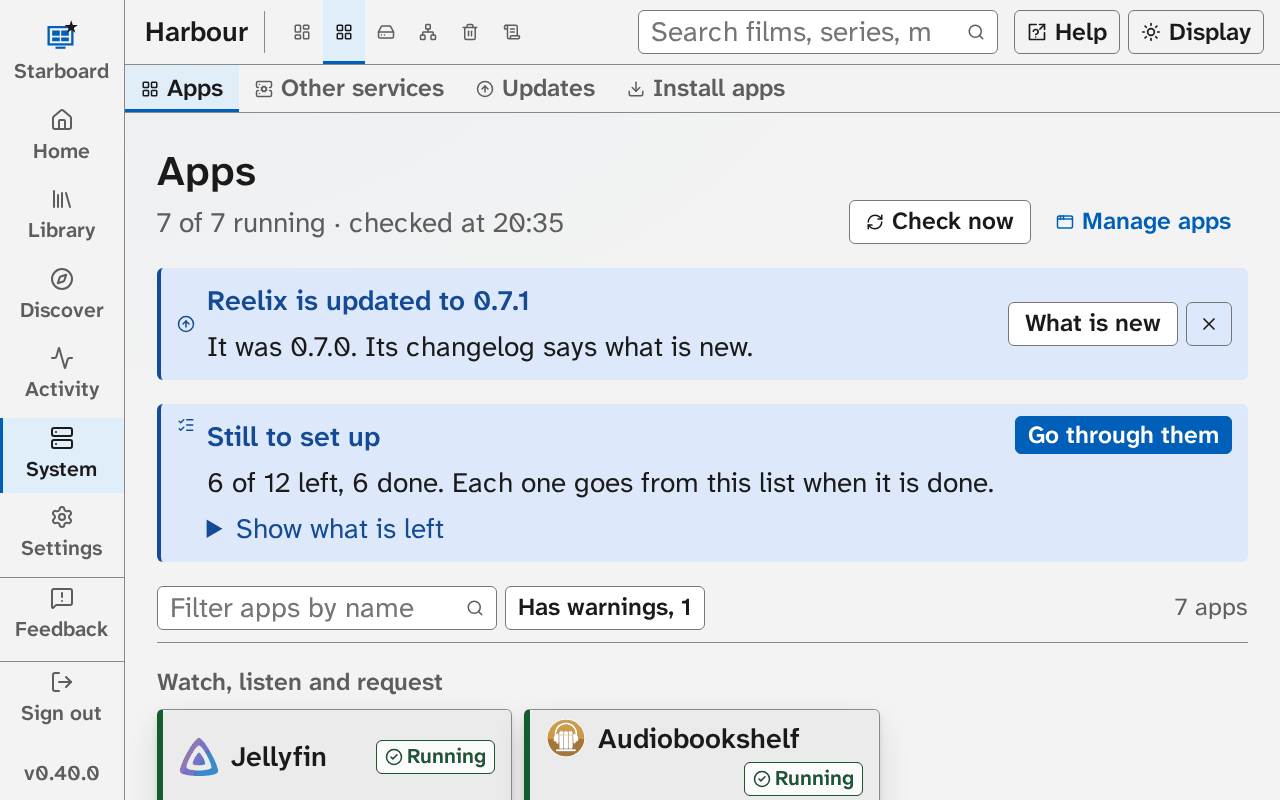 Starboard
Home
Library
Discover
Activity
System
Settings
Feedback
Sign out
v0.40.0
Harbour
Search films, series, m
Help
Display
Apps
Other services
Updates
Install apps
Apps
7 of 7 running · checked at 20:35
Check now
Manage apps
Reelix is updated to 0.7.1
It was 0.7.0. Its changelog says what is new.
What is new
Still to set up
Go through them
6 of 12 left, 6 done. Each one goes from this list when it is done.
Show what is left
Filter apps by name
Has warnings, 1
7 apps
Watch, listen and request
Jellyfin
Running
Audiobookshelf
Running